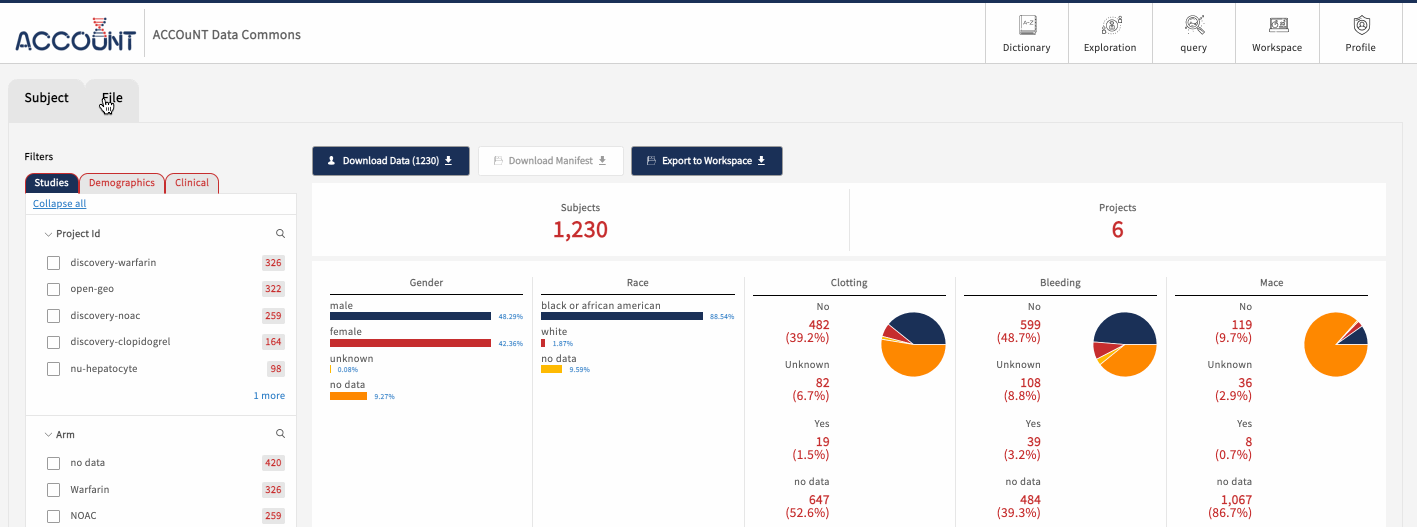 ACCOuNT
ACCOuNT Data Commons
A-Z
Dictionary
Exploration
query
Workspace
Profile
Subject
File
Filters
Studies
Demographics
Clinical
Collapse all
Project Id
discovery-warfarin 326
open-geo 322
discovery-noac 259
discovery-clopidogrel 164
nu-hepatocyte 98
1 more
Arm
no data 420
Warfarin 326
NOAC 259
Download Data (1230)
Download Manifest
Export to Workspace
Subjects
1,230
Projects
6
Gender
male
48.29%
female
42.36%
unknown
0.08%
no data
9.27%
Race
black or african american
88.54%
white
1.87%
no data
9.59%
Clotting
No
482
(39.2%)
Unknown
82
(6.7%)
Yes
19
(1.5%)
no data
647
(52.6%)
Bleeding
No
599
(48.7%)
Unknown
108
(8.8%)
Yes
39
(3.2%)
no data
484
(39.3%)
Mace
No
119
(9.7%)
Unknown
36
(2.9%)
Yes
8
(0.7%)
no data
1,067
(86.7%)